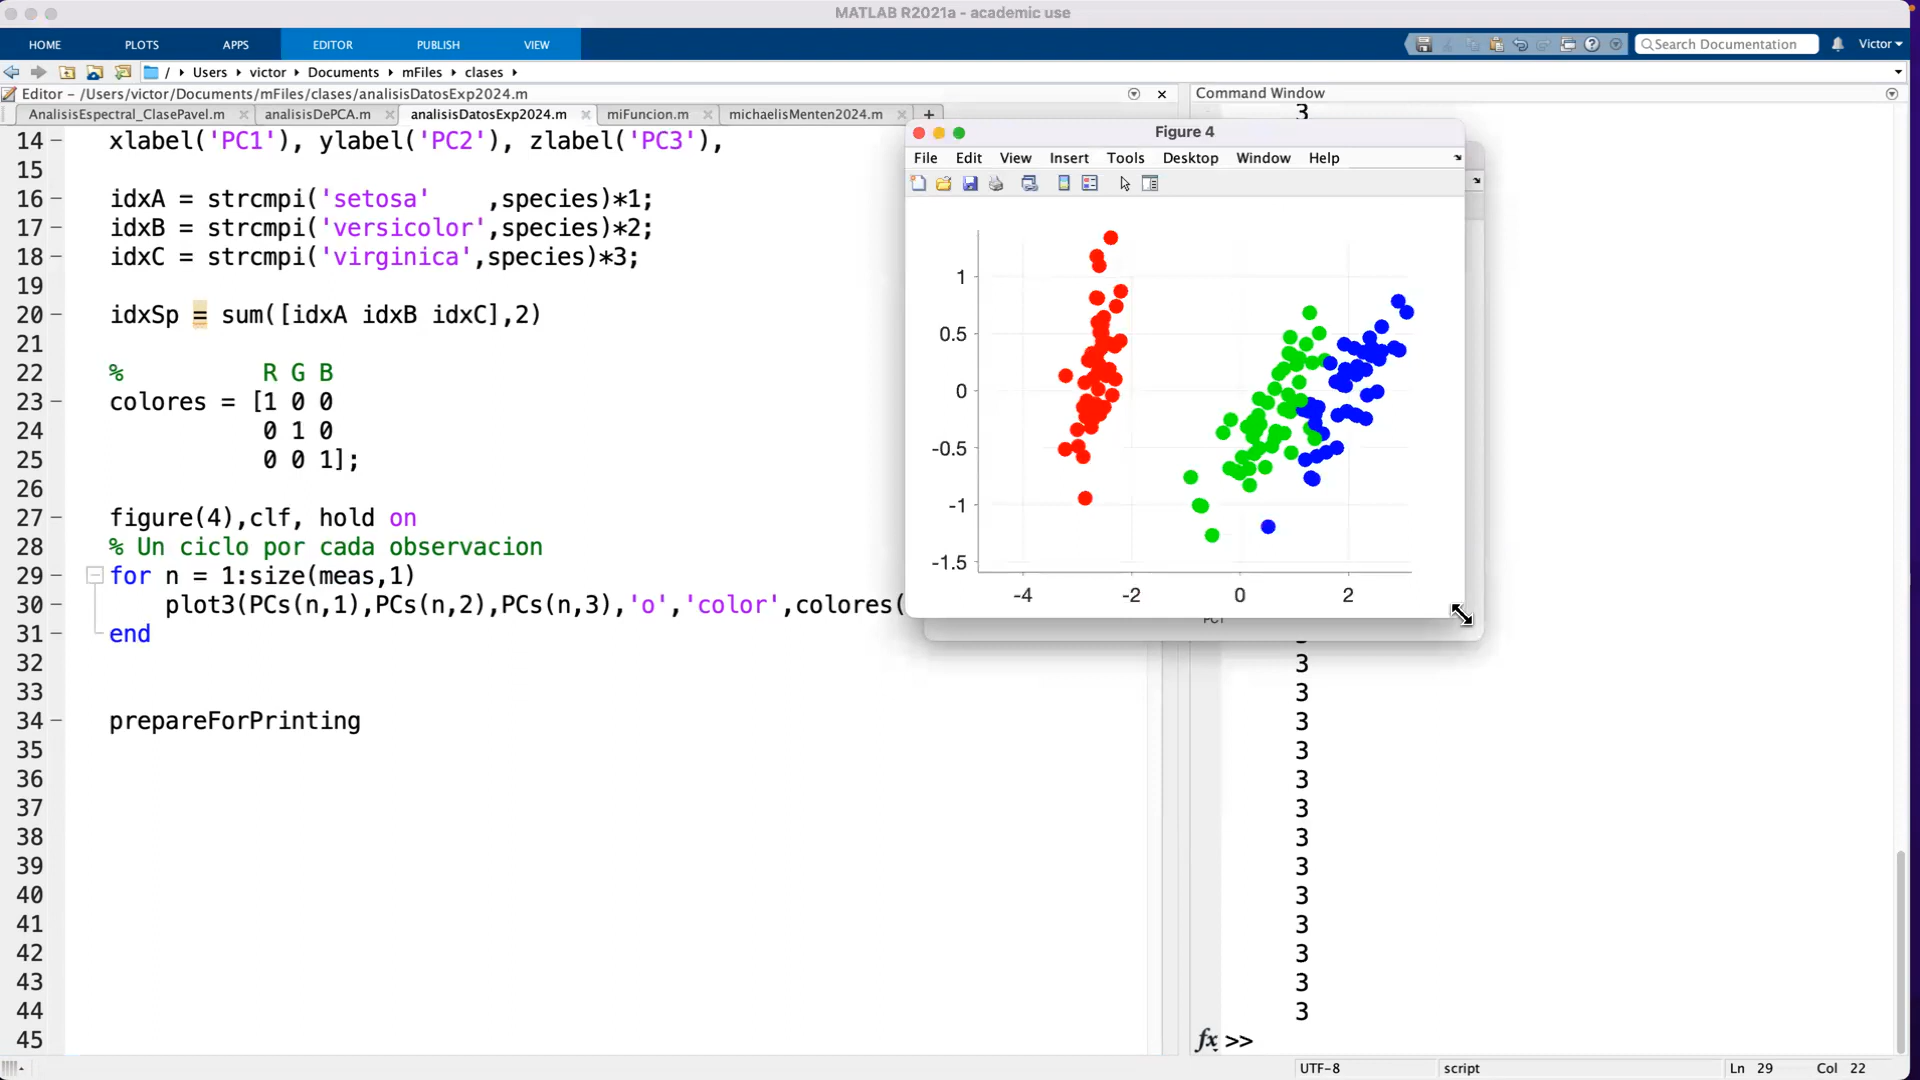 MATLAB R2021a - academic use
HOME PLOTS APPS EDITOR PUBLISH VIEW
Search Documentation Victor
/ Users victor Documents mFiles clases
Editor – /Users/victor/Documents/mFiles/clases/analisisDatosExp2024.m
AnalisisEspectral_ClasePavel.m analisisDePCA.m analisisDatosExp2024.m miFuncion.m michaelisMenten2024.m +
14 – xlabel('PC1'), ylabel('PC2'), zlabel('PC3'),
15
16 – idxA = strcmpi('setosa' ,species)*1;
17 – idxB = strcmpi('versicolor',species)*2;
18 – idxC = strcmpi('virginica',species)*3;
19
20 – idxSp = sum([idxA idxB idxC],2)
21
22 % R G B
23 – colores = [1 0 0
24 0 1 0
25 0 0 1];
26
27 – figure(4),clf, hold on
28 % Un ciclo por cada observacion
29 – for n = 1:size(meas,1)
30 – plot3(PCs(n,1),PCs(n,2),PCs(n,3),'o','color',colores(
31 – end
32
33
34 – prepareForPrinting
35
36
37
38
39
40
41
42
43
44
45
Figure 4
File Edit View Insert Tools Desktop Window Help
1
0.5
0
-0.5
-1
-1.5
-4 -2 0 2
PC1
Command Window
3
3
3
3
3
3
3
3
3
3
3
3
3
3
fx >>
UTF-8 script Ln 29 Col 22